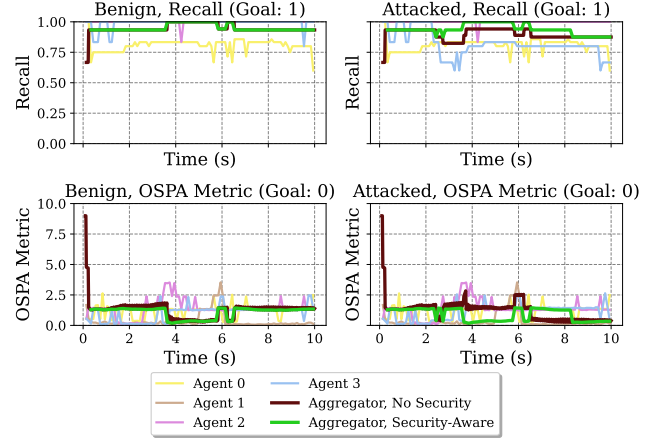 Benign, Recall (Goal: 1)
Attacked, Recall (Goal: 1)
1.00
0.75
0.50
0.25
0.00
Recall
Recall
Time (s)
Time (s)
Benign, OSPA Metric (Goal: 0)
Attacked, OSPA Metric (Goal: 0)
10.0
7.5
5.0
2.5
0.0
OSPA Metric
OSPA Metric
0 2 4 6 8 10
0 2 4 6 8 10
Time (s)
Time (s)
Agent 0
Agent 1
Agent 2
Agent 3
Aggregator, No Security
Aggregator, Security-Aware